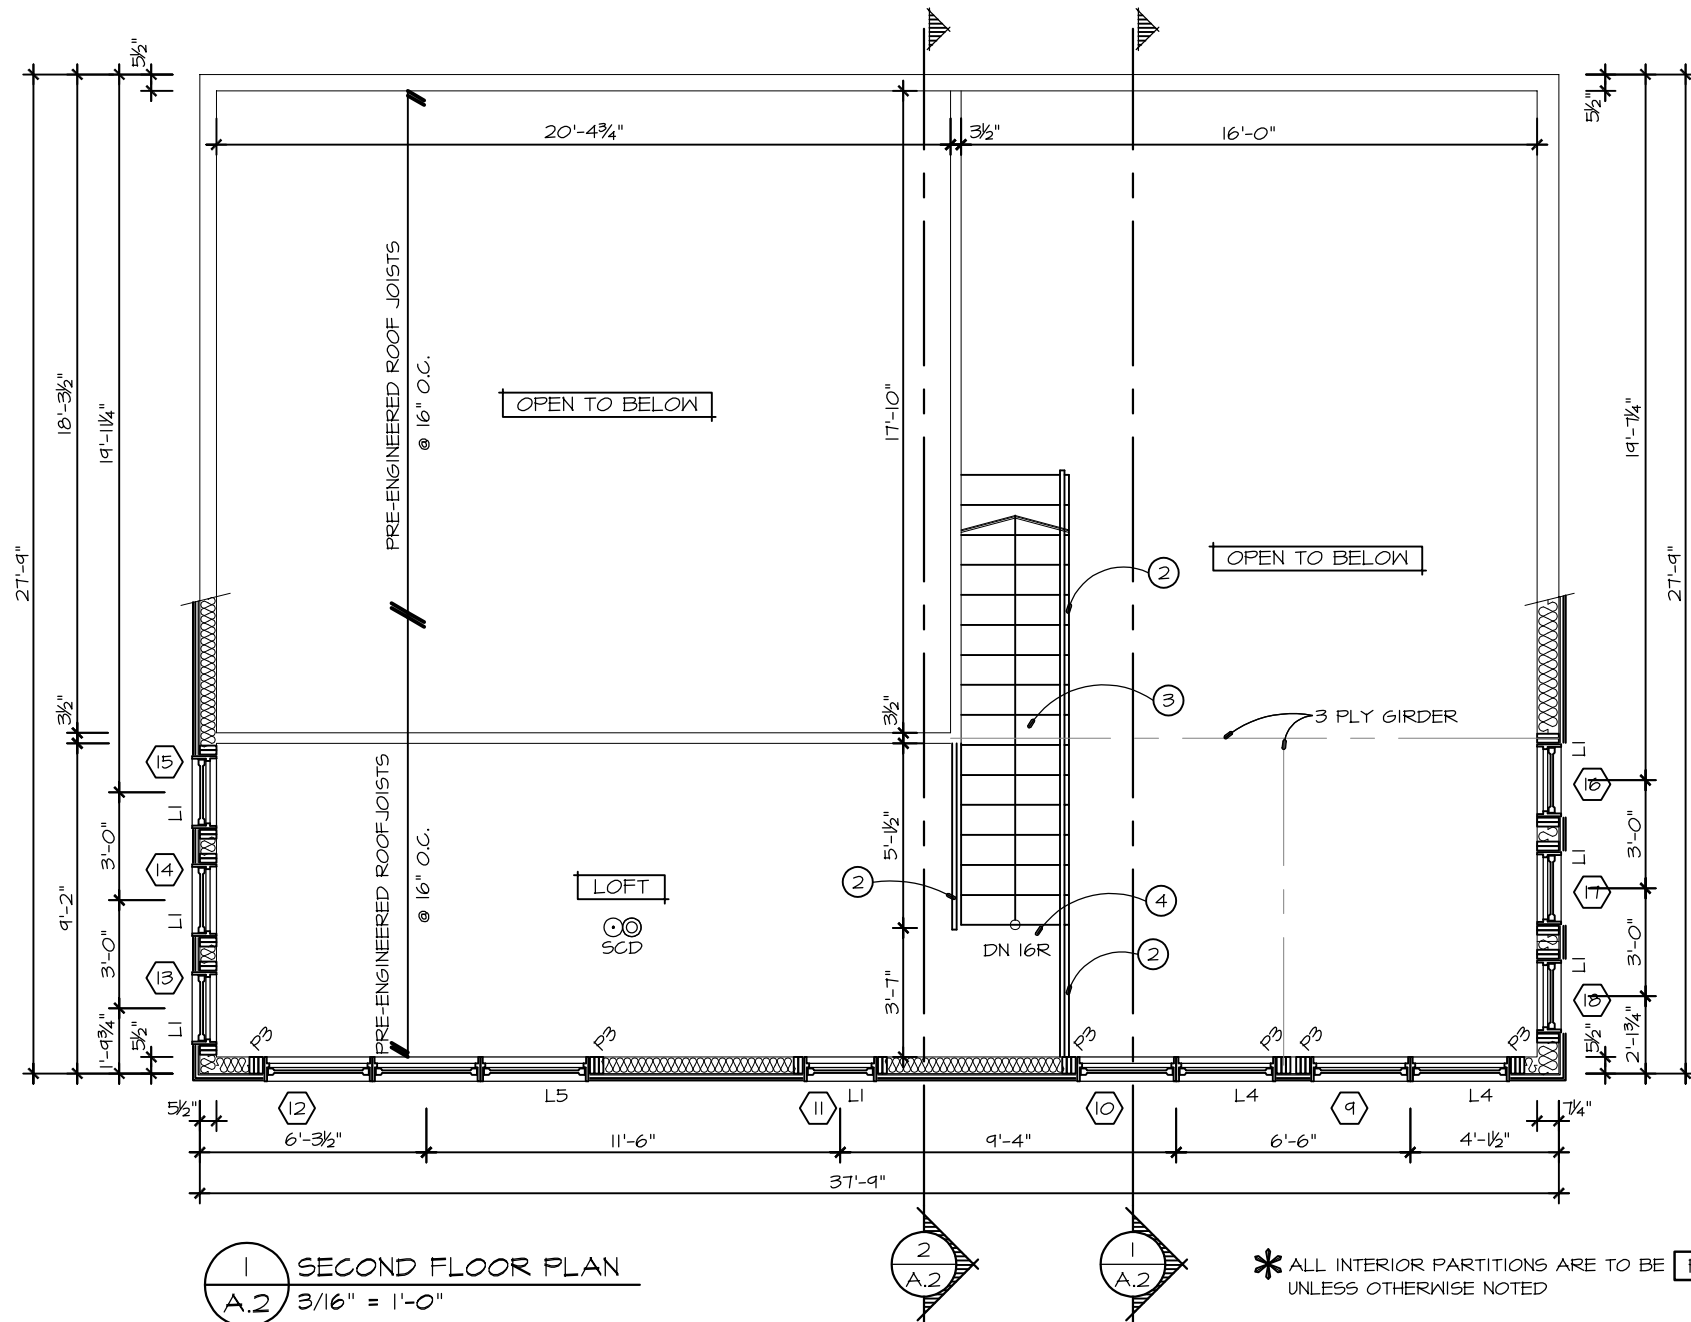 5½"
5½"
20'-4¾"
3½"
16'-0"
PRE-ENGINEERED ROOF JOISTS
@ 16" O.C.
OPEN TO BELOW
18'-3½"
19'-11¼"
17'-10"
19'-7¼"
27'-9"
27'-9"
OPEN TO BELOW
2
3
3½"
3½"
3 PLY GIRDER
15
L1
L1
16
3'-0"
14
L1
PRE-ENGINEERED ROOF JOISTS
@ 16" O.C.
5'-1½"
LOFT
SCD
2
4
DN 16R
2
3'-0"
L1
17
9'-2"
3'-0"
13
L1
3'-7"
3'-0"
L1
18
1'-9¾"
5½"
5½"
2'-1¾"
P3
P3
P3
P3
P3
P3
5½"
12
L5
11
L1
10
L4
9
L4
7¼"
6'-3½"
11'-6"
9'-4"
6'-6"
4'-1½"
37'-9"
1
A.2
SECOND FLOOR PLAN
3/16" = 1'-0"
2
A.2
1
A.2
ALL INTERIOR PARTITIONS ARE TO BE
UNLESS OTHERWISE NOTED